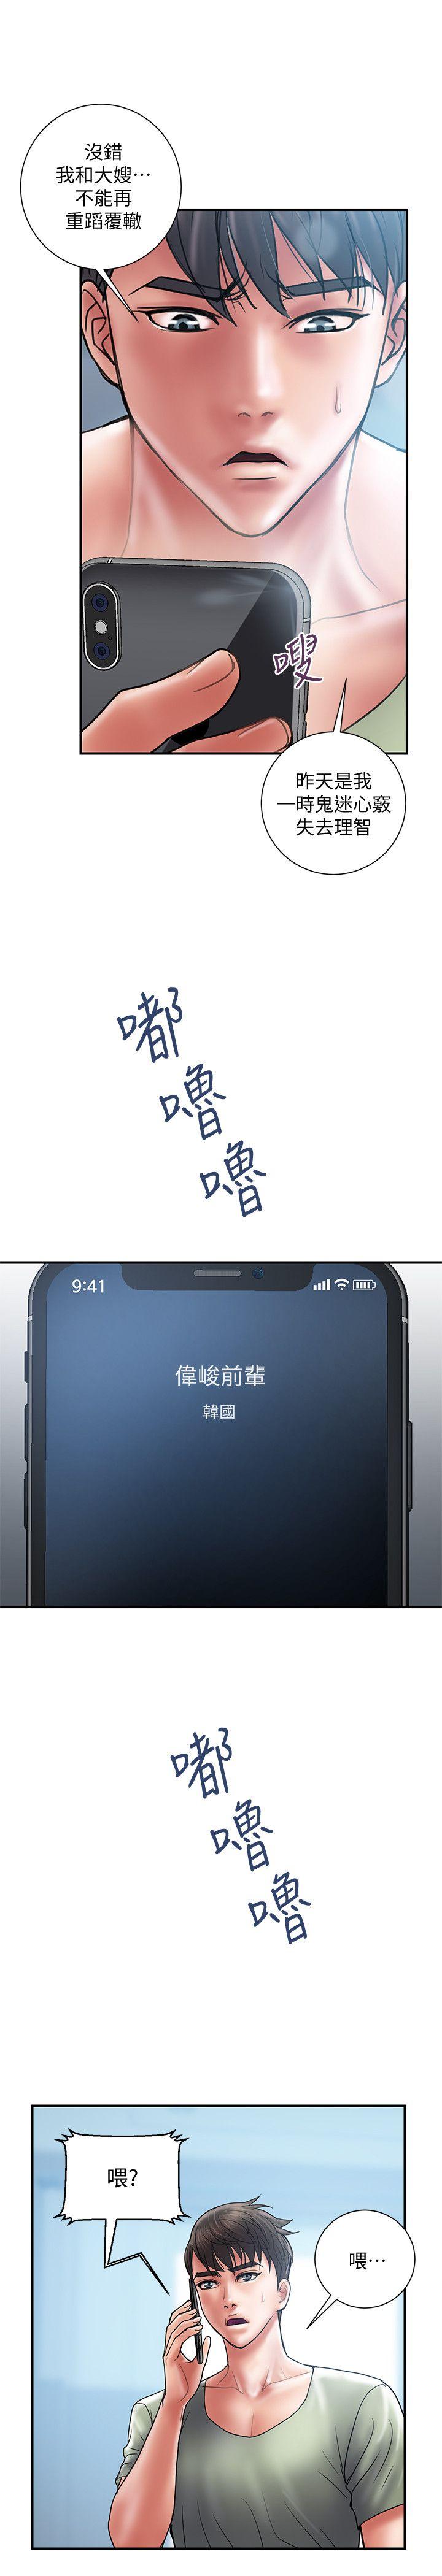 沒錯
我和大嫂⋯
不能再
重蹈覆轍
嗖
昨天是我
一時鬼迷心竅
失去理智
嘟
嚕
嚕
9:41
偉峻前輩
韓國
嘟
嚕
嚕
喂?
喂⋯